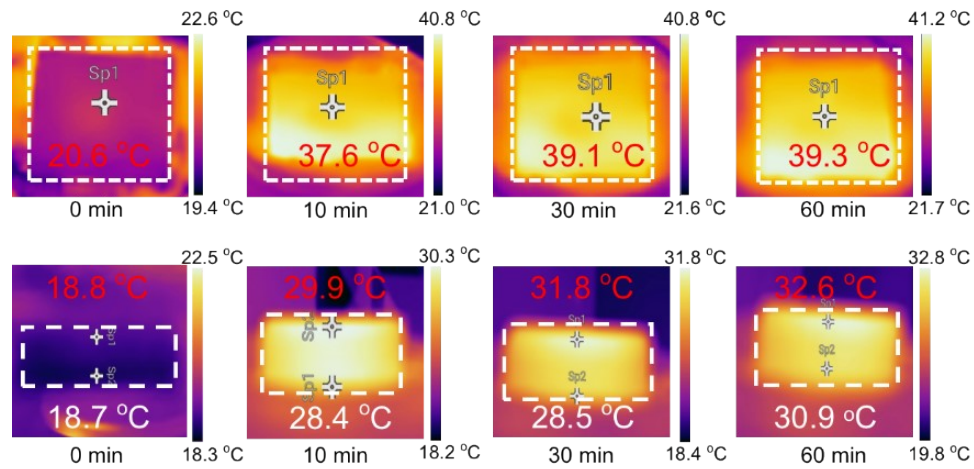 22.6 °C 40.8 °C 40.8 °C 41.2 °C
Sp1 Sp1 Sp1 Sp1
20.6 °C 37.6 °C 39.1 °C 39.3 °C
0 min 19.4 °C 10 min 21.0 °C 30 min 21.6 °C 60 min 21.7 °C
22.5 °C 30.3 °C 31.8 °C 32.8 °C
18.8 °C 29.9 °C 31.8 °C 32.6 °C
Sp1 Sp1 Sp1
Sp1 Sp2 Sp2
18.7 °C 28.4 °C 28.5 °C 30.9 °C
0 min 18.3 °C 10 min 18.2 °C 30 min 18.4 °C 60 min 19.8 °C